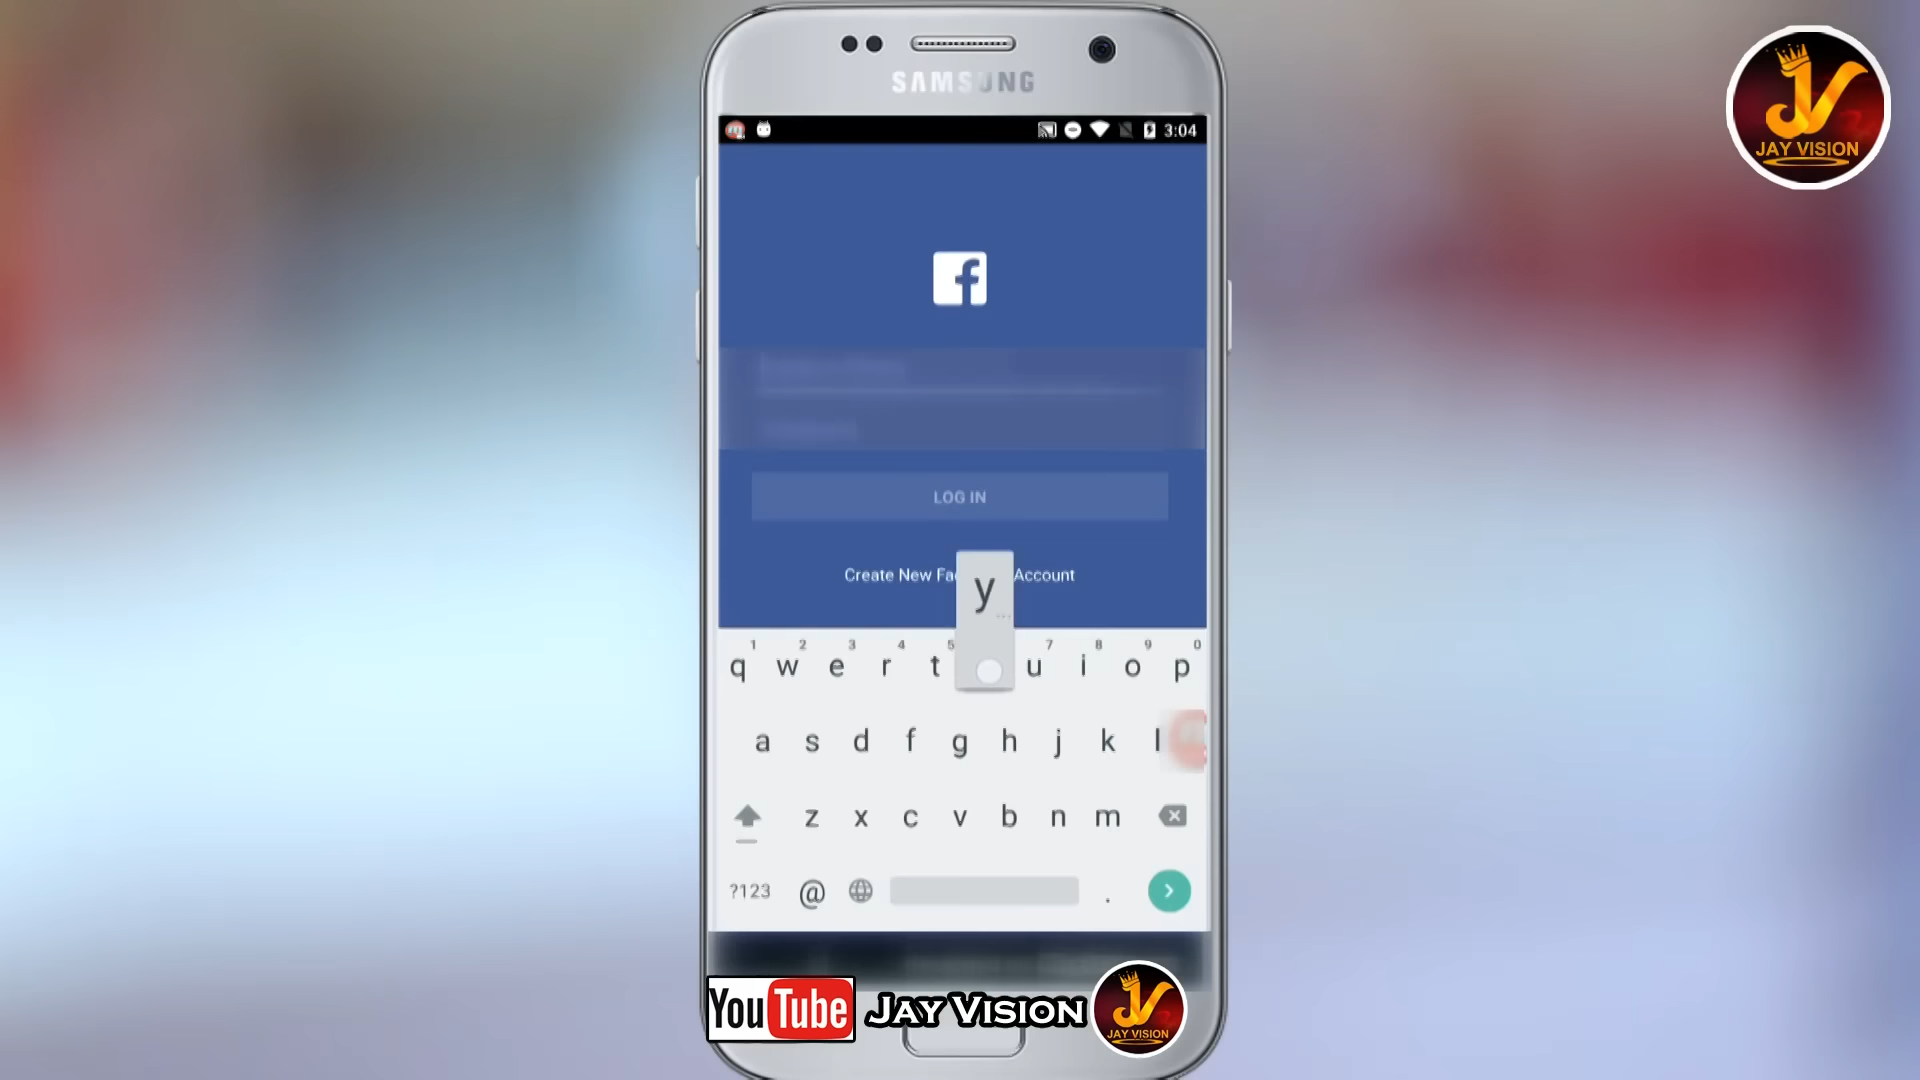 SAMSUNG
3:04
JAY VISION
f
LOG IN
Create New Fa Account
y
1 2 3 4 5 7 8 9 0
q w e r t u i o p
a s d f g h j k l
z x c v b n m
?123 @ .
YouTube JAY VISION JAY VISION